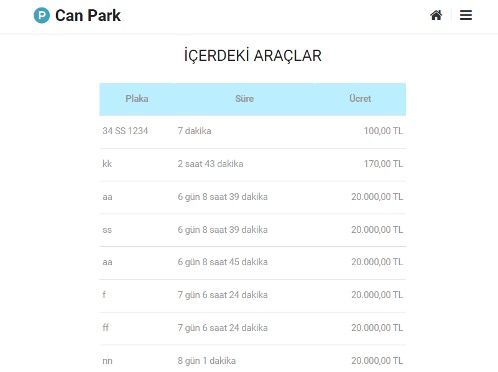 P Can Park
İÇERDEKİ ARAÇLAR
Plaka Süre Ücret
34 SS 1234 7 dakika 100,00 TL
kk 2 saat 43 dakika 170,00 TL
aa 6 gün 8 saat 39 dakika 20.000,00 TL
ss 6 gün 8 saat 39 dakika 20.000,00 TL
aa 6 gün 8 saat 45 dakika 20.000,00 TL
f 7 gün 6 saat 24 dakika 20.000,00 TL
ff 7 gün 6 saat 24 dakika 20.000,00 TL
nn 8 gün 1 dakika 20.000,00 TL